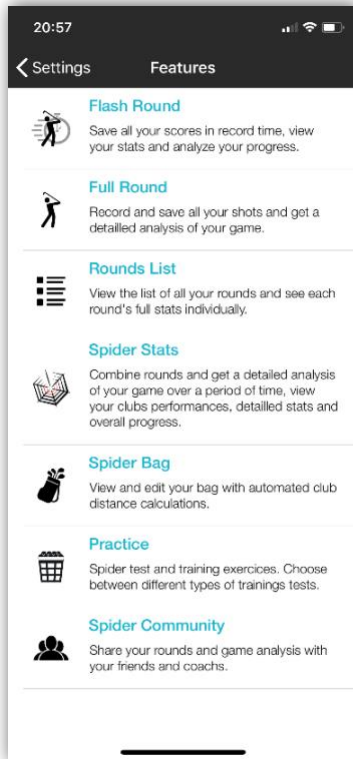 20:57
Settings Features
Flash Round
Save all your scores in record time, view
your stats and analyze your progress.
Full Round
Record and save all your shots and get a
detailled analysis of your game.
Rounds List
View the list of all your rounds and see each
round's full stats individually.
Spider Stats
Combine rounds and get a detailed analysis
of your game over a period of time, view
your clubs performances, detailled stats and
overall progress.
Spider Bag
View and edit your bag with automated club
distance calculations.
Practice
Spider test and training exercices. Choose
between different types of trainings tests.
Spider Community
Share your rounds and game analysis with
your friends and coachs.